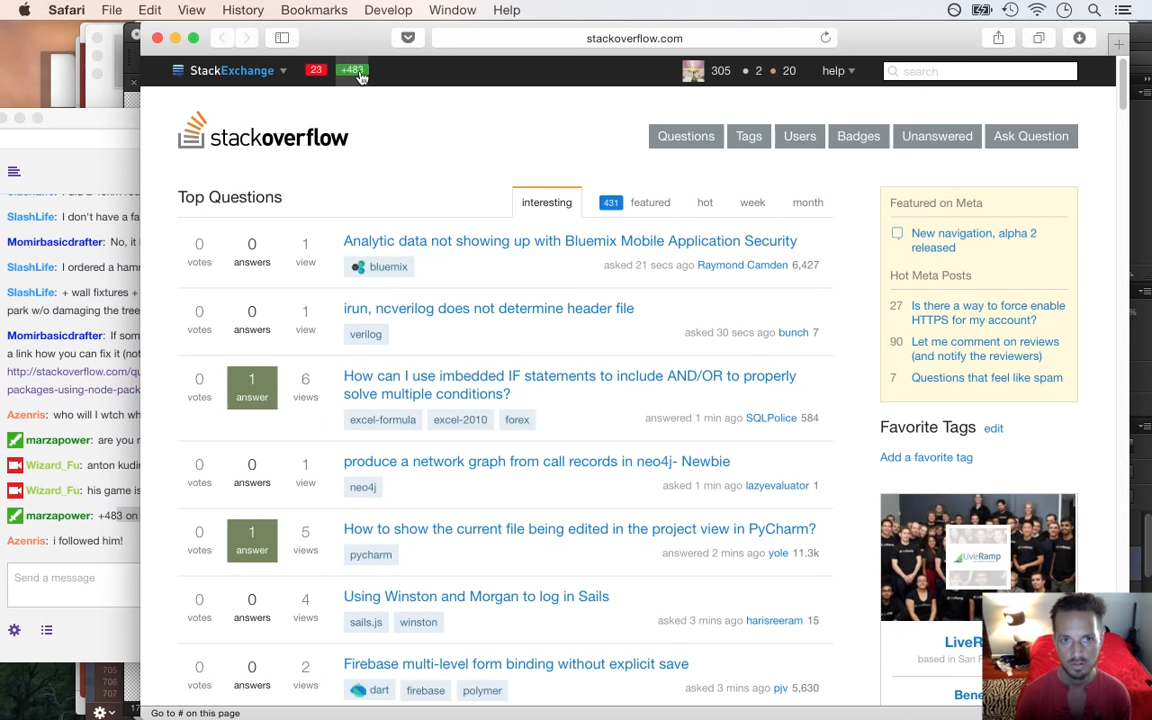 Safari File Edit View History Bookmarks Develop Window Help
stackoverflow.com
StackExchange 23 +483 305 2 20 help search
stackoverflow
Questions Tags Users Badges Unanswered Ask Question
Top Questions
interesting 431 featured hot week month
0 votes 0 answers 1 view
Analytic data not showing up with Bluemix Mobile Application Security
bluemix
asked 21 secs ago Raymond Camden 6,427
0 votes 0 answers 1 view
irun, ncverilog does not determine header file
verilog
asked 30 secs ago bunch 7
0 votes 1 answer 6 views
How can I use imbedded IF statements to include AND/OR to properly
solve multiple conditions?
excel-formula excel-2010 forex
answered 1 min ago SQLPolice 584
0 votes 0 answers 1 view
produce a network graph from call records in neo4j- Newbie
neo4j
asked 1 min ago lazyevaluator 1
0 votes 1 answer 5 views
How to show the current file being edited in the project view in PyCharm?
pycharm
answered 2 mins ago yole 11.3k
0 votes 0 answers 4 views
Using Winston and Morgan to log in Sails
sails.js winston
asked 3 mins ago harisreeram 15
0 votes 0 answers 2 views
Firebase multi-level form binding without explicit save
dart firebase polymer
asked 3 mins ago pjv 5,630
Featured on Meta
New navigation, alpha 2
released
Hot Meta Posts
27 Is there a way to force enable
HTTPS for my account?
90 Let me comment on reviews
(and notify the reviewers)
7 Questions that feel like spam
Favorite Tags edit
Add a favorite tag
LiveRamp
LiveR
based in San F
Bene
SlashLife: I don't have a fa
Momirbasicdrafter: No, it
SlashLife: I ordered a hamm
SlashLife: + wall fixtures +
park w/o damaging the tree
Momirbasicdrafter: If som
a link how you can fix it (not
http://stackoverflow.com/qu
packages-using-node-pack
Azenris: who will I wtch wh
marzapower: are you r
Wizard_Fu: anton kudin
Wizard_Fu: his game is
marzapower: +483 on
Azenris: i followed him!
Send a message
705
706
707
Go to # on this page